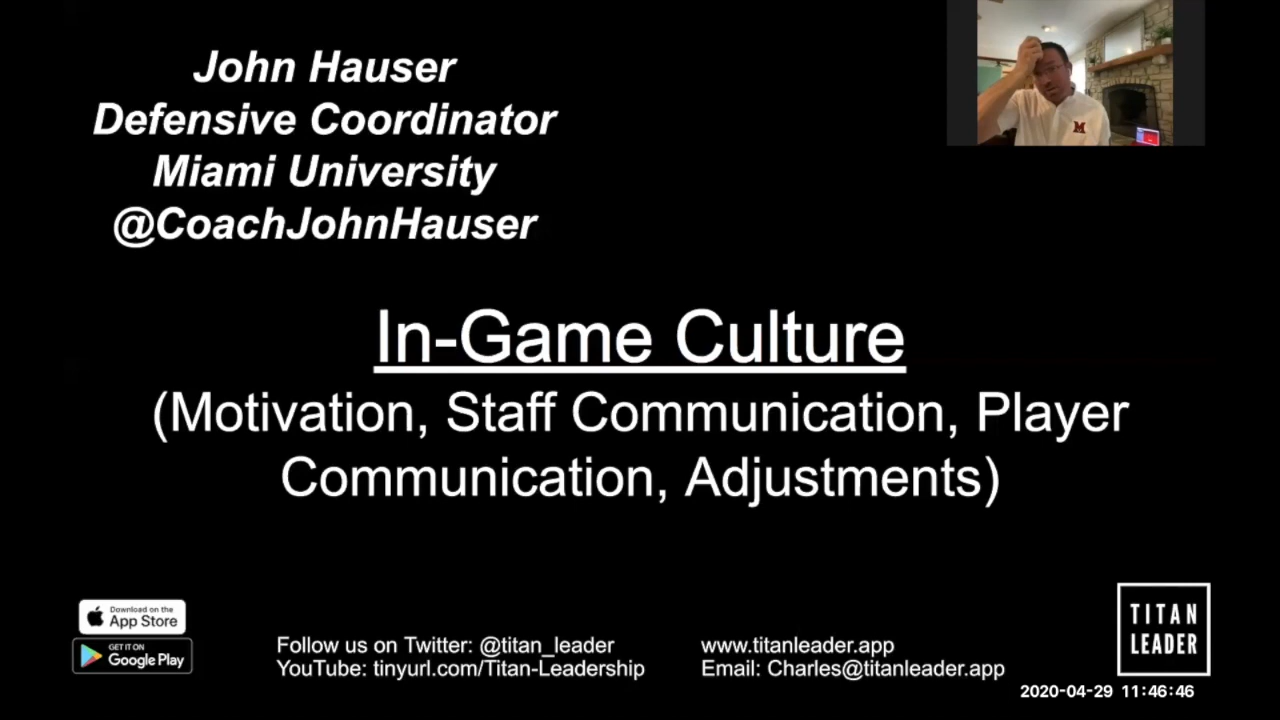 John Hauser
Defensive Coordinator
Miami University
@CoachJohnHauser
M
In-Game Culture
(Motivation, Staff Communication, Player
Communication, Adjustments)
Download on the
App Store
GET IT ON
Google Play
Follow us on Twitter: @titan_leader
YouTube: tinyurl.com/Titan-Leadership
www.titanleader.app
Email: Charles@titanleader.app
TITAN
LEADER
2020-04-29 11:46:46